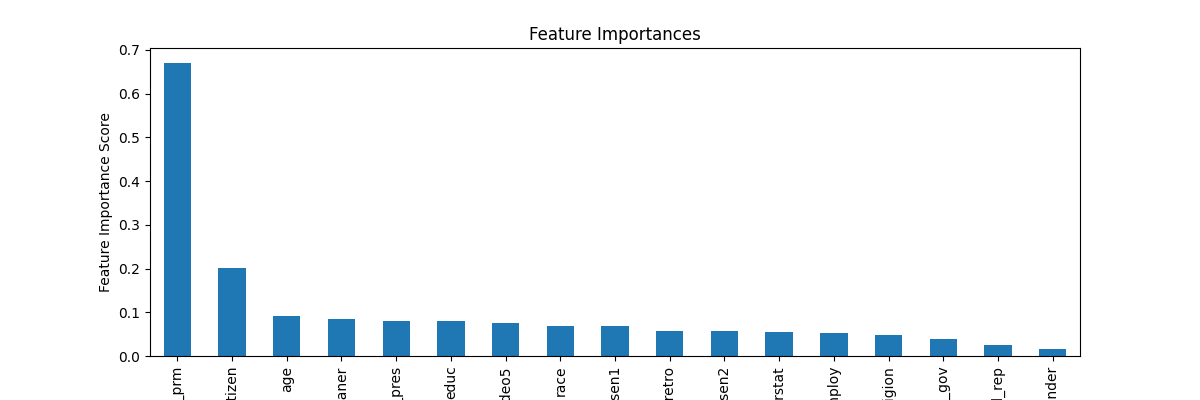 Feature Importances
Feature Importance Score
0.7
0.6
0.5
0.4
0.3
0.2
0.1
0.0
_prm
tizen
age
aner
_pres
educ
deo5
race
sen1
retro
sen2
rstat
mploy
igion
_gov
l_rep
nder